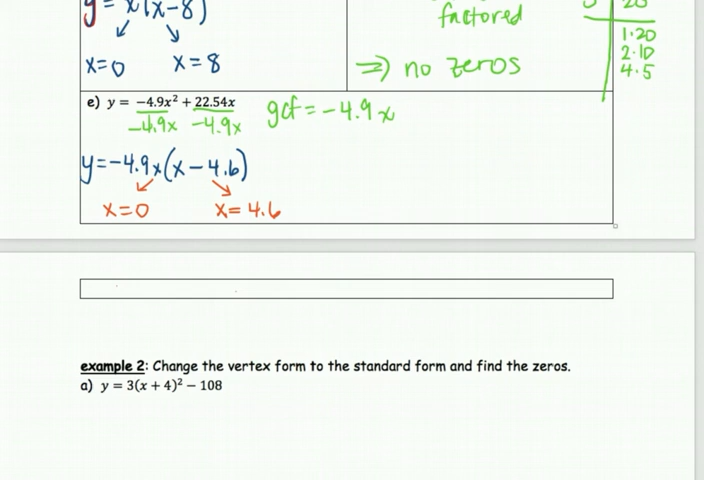 y = x(x-8)
x=0 x=8
factored
⇒ no zeros
20
1·20
2·10
4·5
e) y = −4.9x² + 22.54x
-4.9x -4.9x
gcf = -4.9x
y=-4.9x(x-4.6)
x=0 x=4.6
example 2: Change the vertex form to the standard form and find the zeros.
a) y = 3(x + 4)² − 108